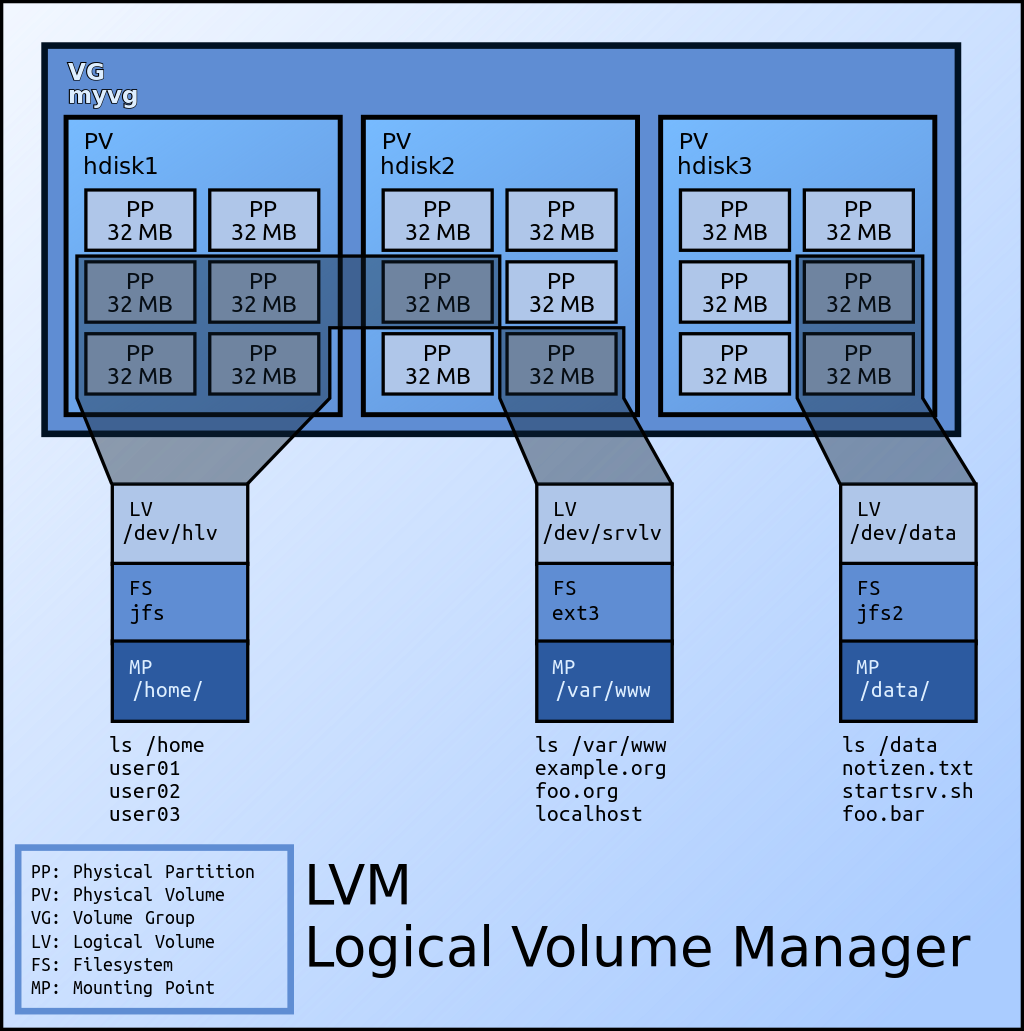 VG
myvg
PV
hdisk1
PP
32 MB
PP
32 MB
PP
32 MB
PP
32 MB
PP
32 MB
PP
32 MB
PV
hdisk2
PP
32 MB
PP
32 MB
PP
32 MB
PP
32 MB
PP
32 MB
PP
32 MB
PV
hdisk3
PP
32 MB
PP
32 MB
PP
32 MB
PP
32 MB
PP
32 MB
PP
32 MB
LV
/dev/hlv
FS
jfs
MP
/home/
ls /home
user01
user02
user03
LV
/dev/srvlv
FS
ext3
MP
/var/www
ls /var/www
example.org
foo.org
localhost
LV
/dev/data
FS
jfs2
MP
/data/
ls /data
notizen.txt
startsrv.sh
foo.bar
PP: Physical Partition
PV: Physical Volume
VG: Volume Group
LV: Logical Volume
FS: Filesystem
MP: Mounting Point
LVM
Logical Volume Manager